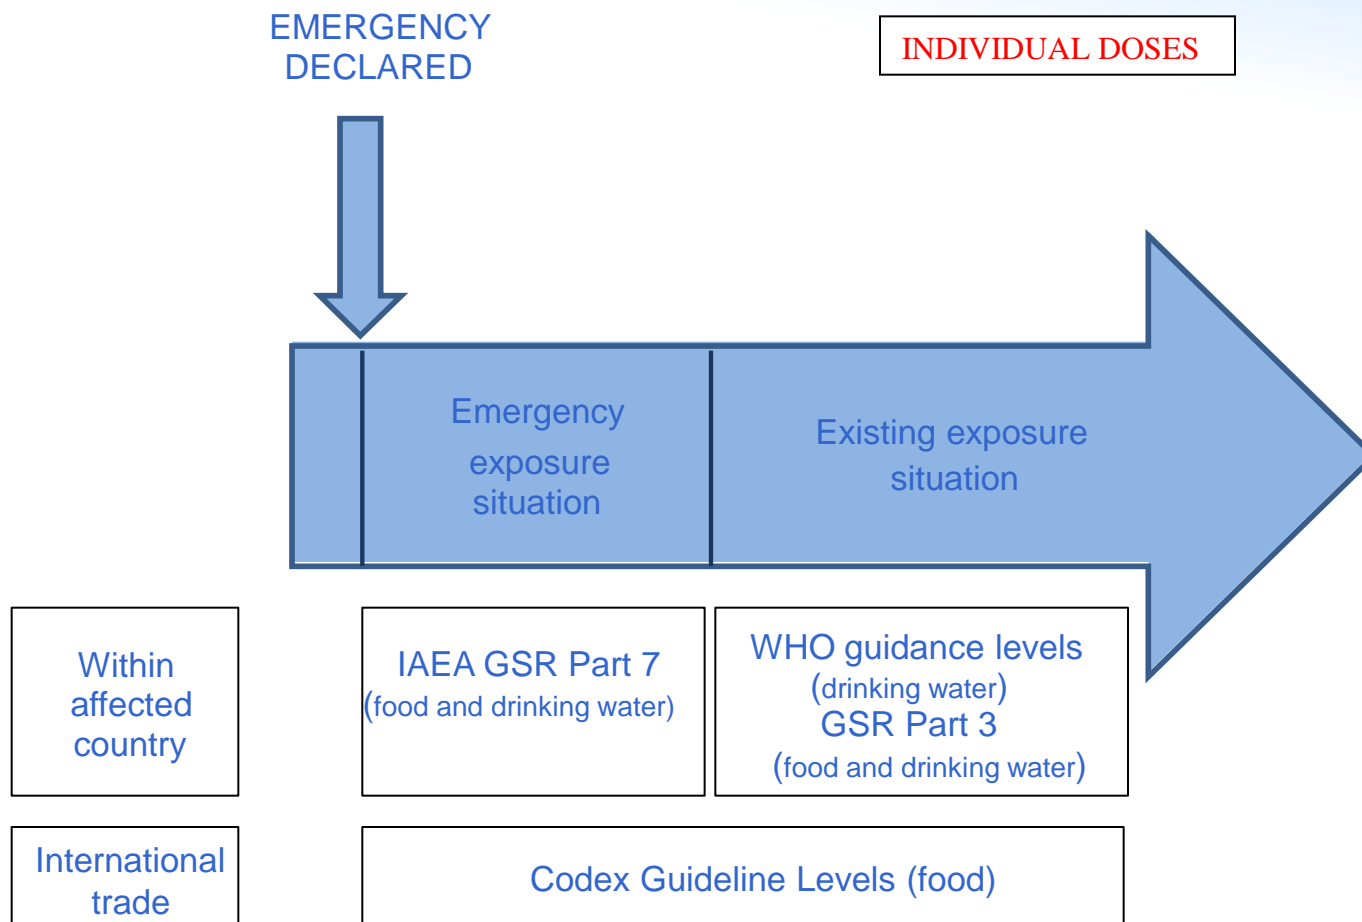 EMERGENCY
DECLARED
INDIVIDUAL DOSES
Emergency
exposure
situation
Existing exposure
situation
Within
affected
country
IAEA GSR Part 7
(food and drinking water)
WHO guidance levels
(drinking water)
GSR Part 3
(food and drinking water)
International
trade
Codex Guideline Levels (food)